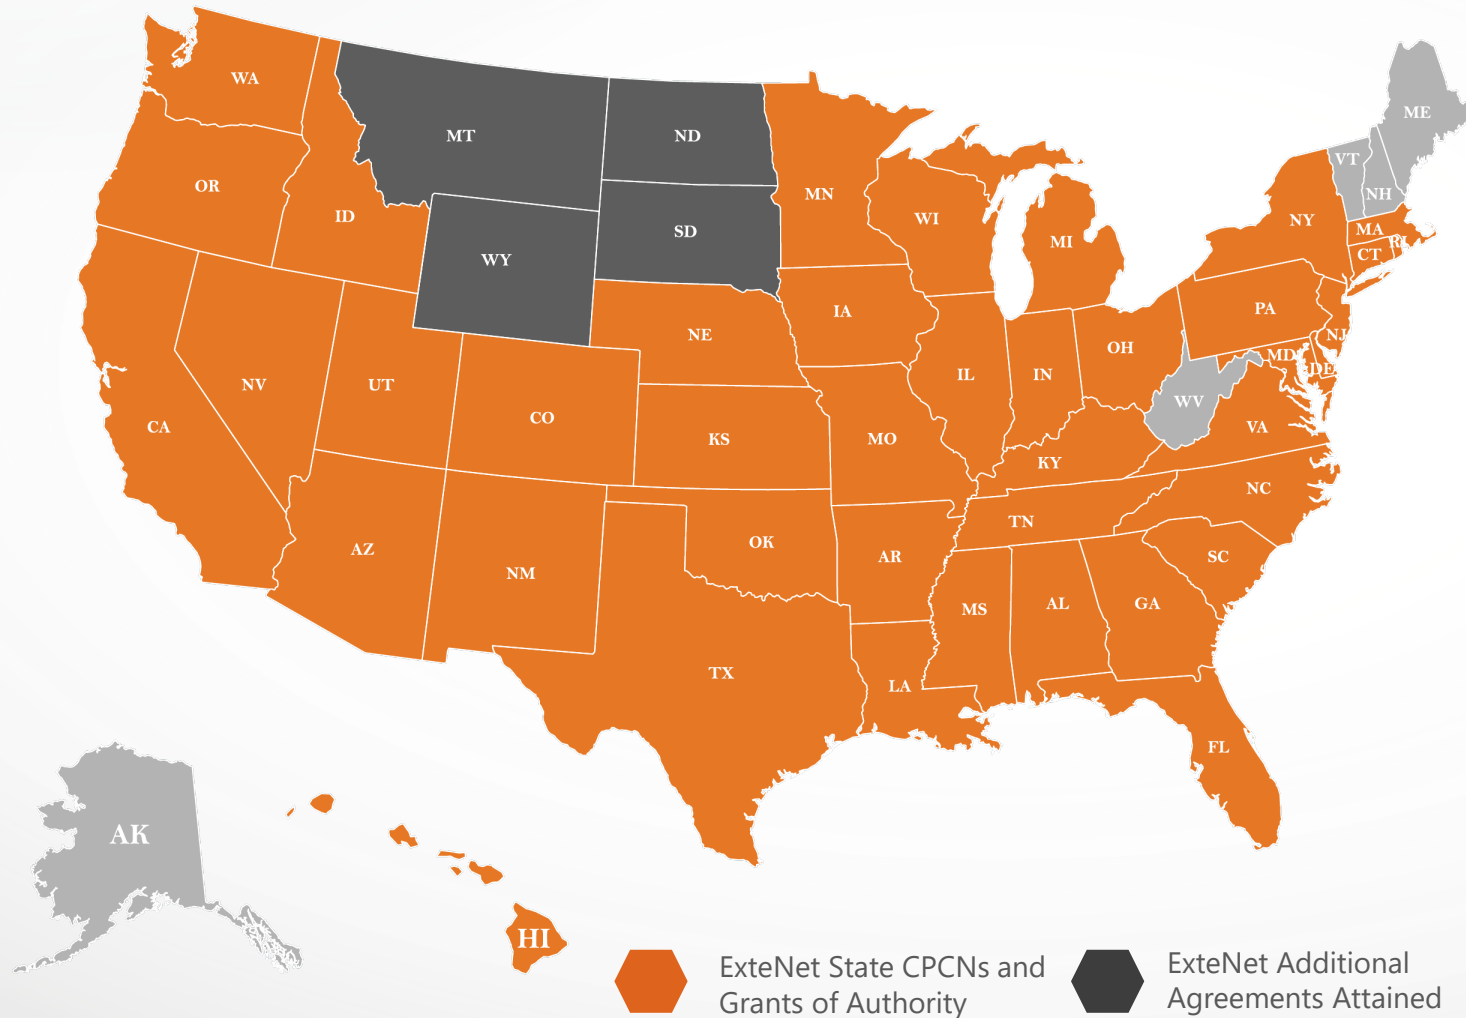 WA
MT
ND
ME
VT
OR
ID
MN
NH
WI
NY
MA
RI
SD
MI
CT
WY
NE
IA
PA
OH
NJ
MD
DE
NV
UT
IL
IN
WV
CA
CO
KS
MO
VA
KY
NC
AZ
NM
OK
AR
TN
SC
MS
AL
GA
TX
LA
FL
AK
HI
ExteNet State CPCNs and
Grants of Authority
ExteNet Additional
Agreements Attained